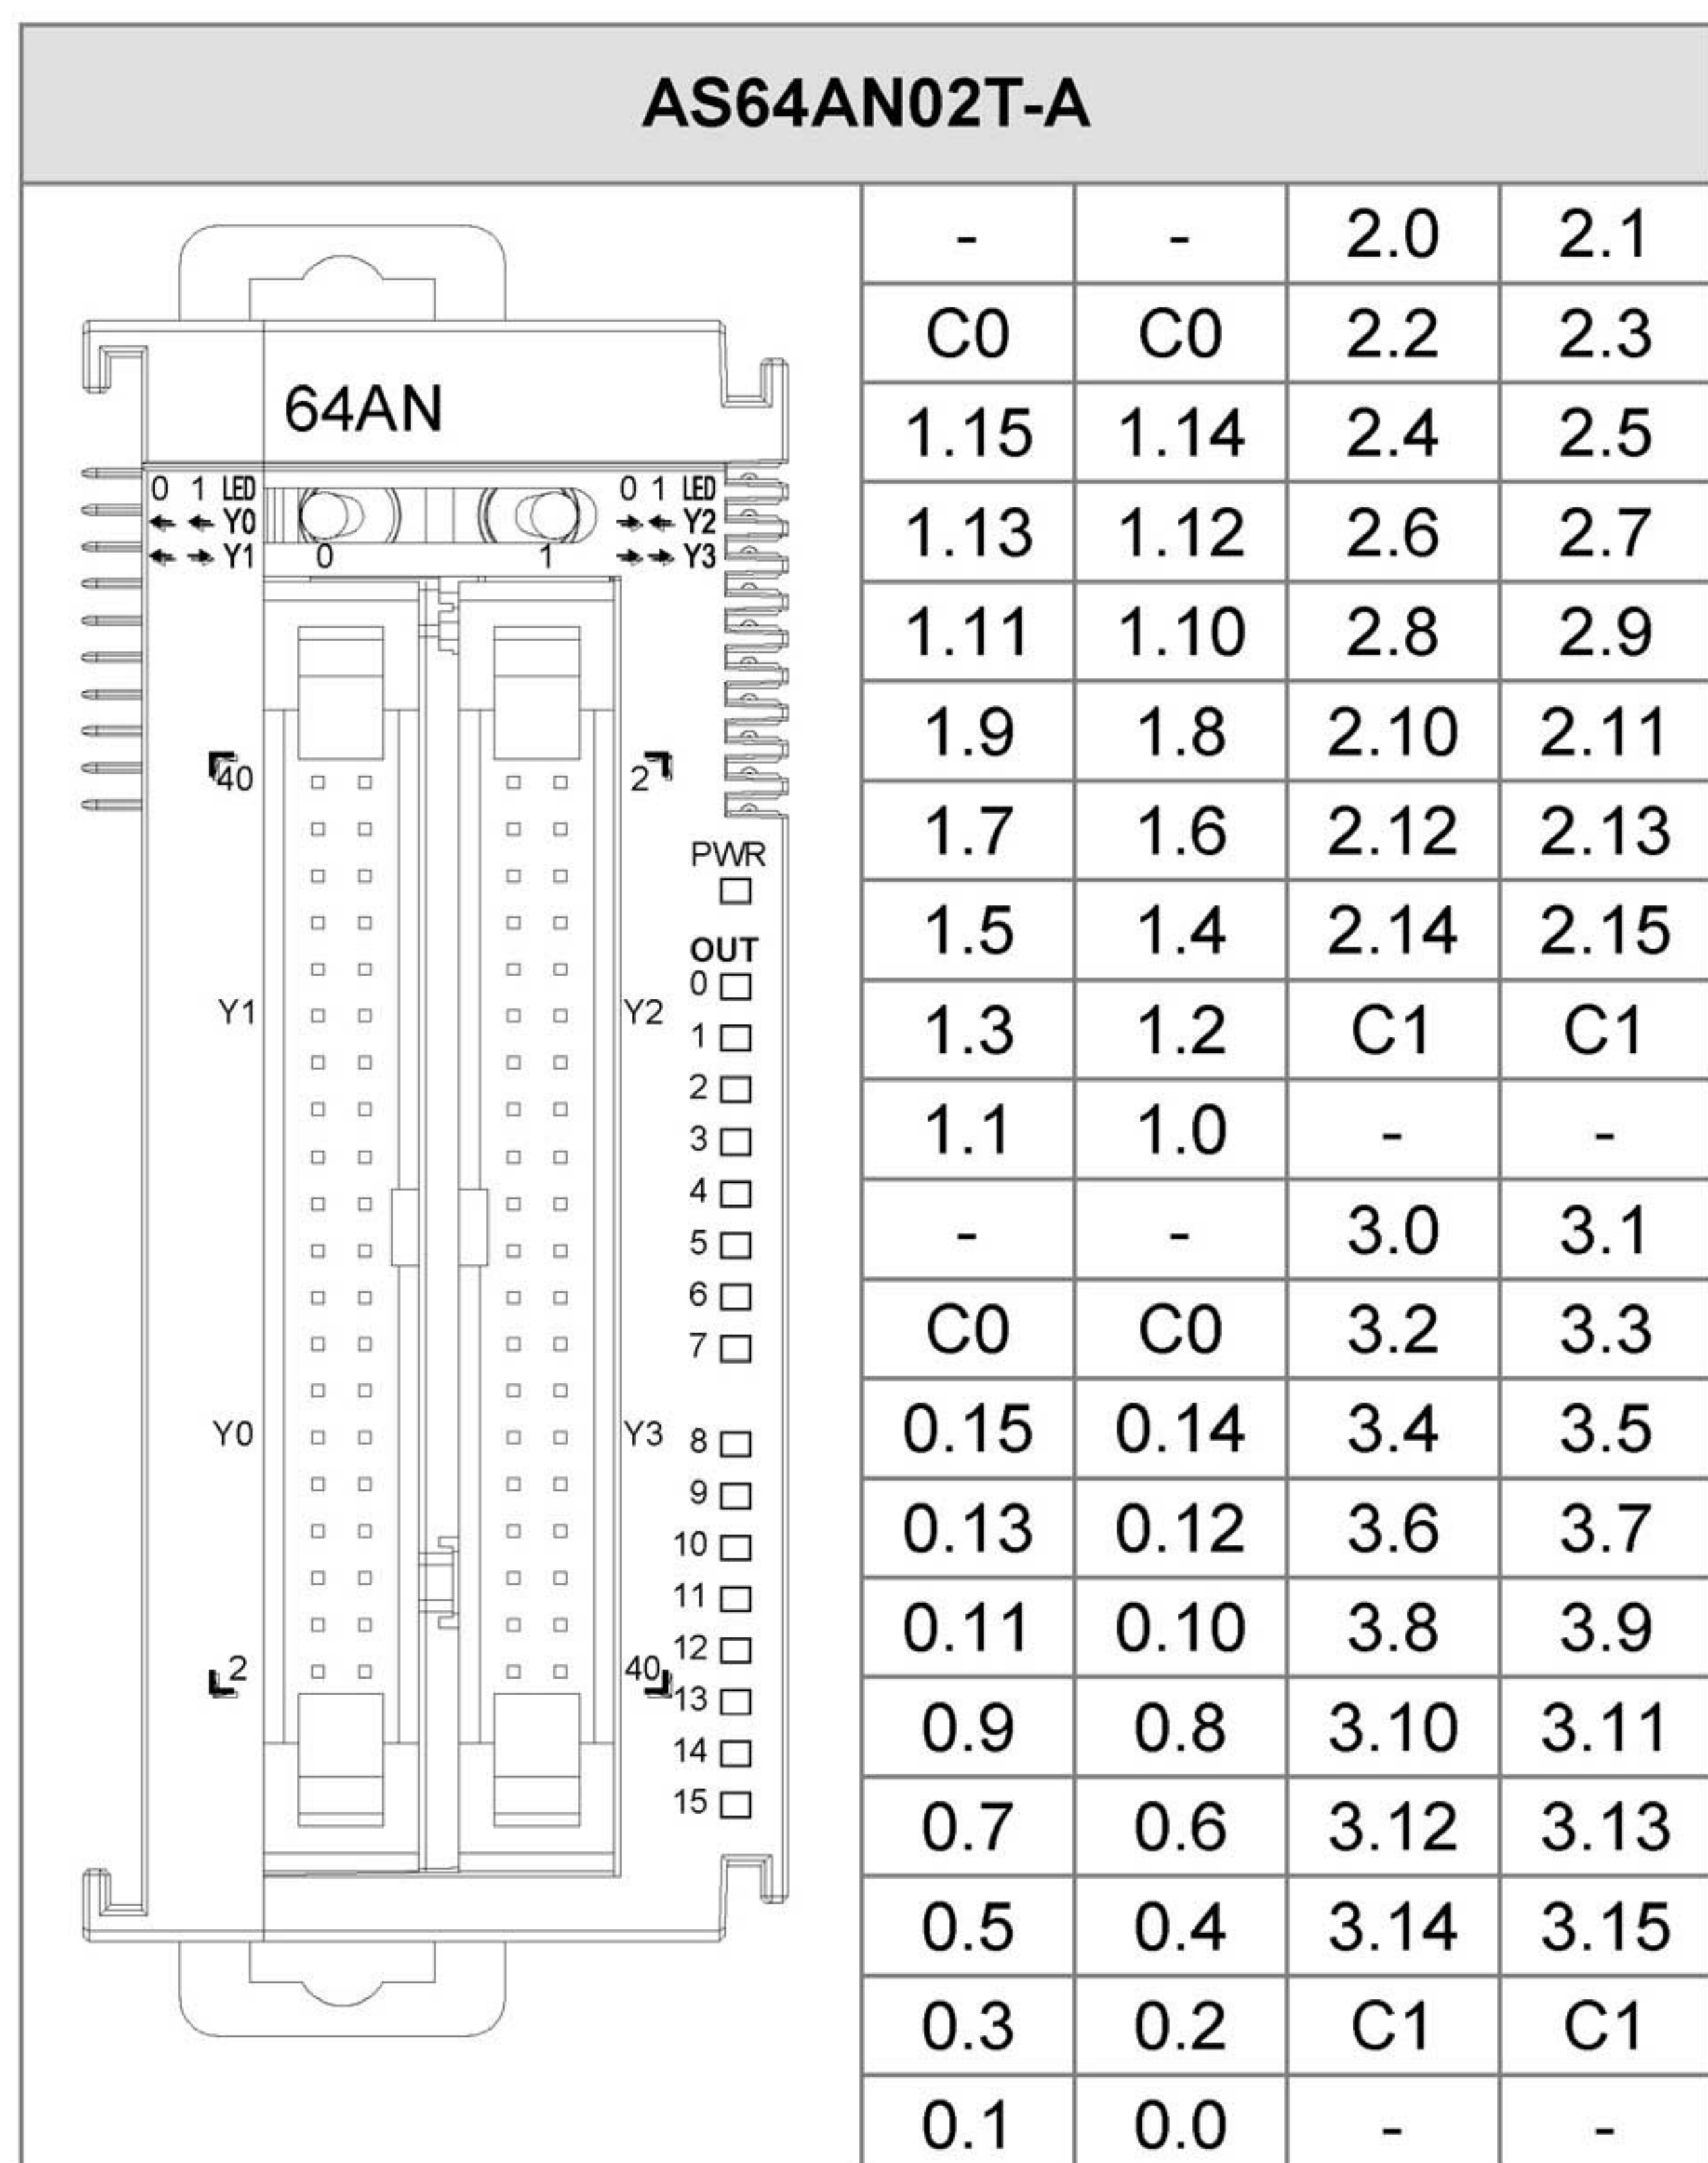 AS64AN02T-A
64AN
0 1 LED
Y0
Y1
0
1
0 1 LED
Y2
Y3
40
2
PWR
OUT
0
Y1
Y2
1
2
3
4
5
6
7
Y0
Y3
8
9
10
11
12
2
40
13
14
15
- - 2.0 2.1
C0 C0 2.2 2.3
1.15 1.14 2.4 2.5
1.13 1.12 2.6 2.7
1.11 1.10 2.8 2.9
1.9 1.8 2.10 2.11
1.7 1.6 2.12 2.13
1.5 1.4 2.14 2.15
1.3 1.2 C1 C1
1.1 1.0 - -
- - 3.0 3.1
C0 C0 3.2 3.3
0.15 0.14 3.4 3.5
0.13 0.12 3.6 3.7
0.11 0.10 3.8 3.9
0.9 0.8 3.10 3.11
0.7 0.6 3.12 3.13
0.5 0.4 3.14 3.15
0.3 0.2 C1 C1
0.1 0.0 - -